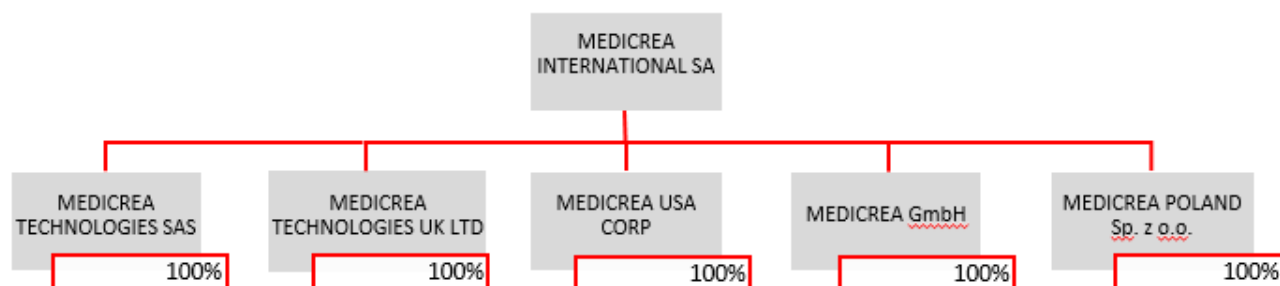 MEDICREA
INTERNATIONAL SA
MEDICREA
TECHNOLOGIES SAS
100%
MEDICREA
TECHNOLOGIES UK LTD
100%
MEDICREA USA
CORP
100%
MEDICREA GmbH
100%
MEDICREA POLAND
Sp. z o.o.
100%